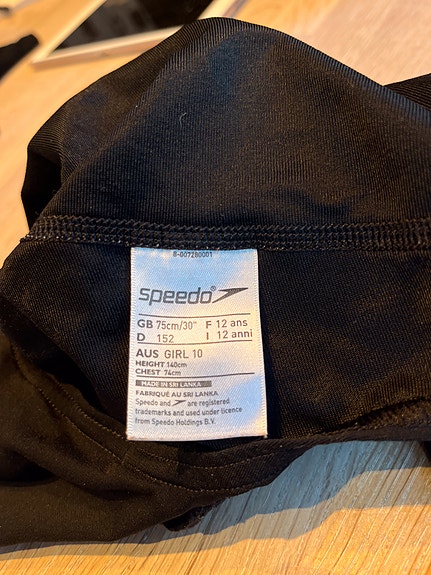 8-007280001
speedo®
GB 75cm/30" F 12 ans
D 152 I 12 anni
AUS GIRL 10
HEIGHT 140cm
CHEST 74cm
MADE IN SRI LANKA
FABRIQUÉ AU SRI LANKA
Speedo and are registered
trademarks and used under licence
from Speedo Holdings B.V.